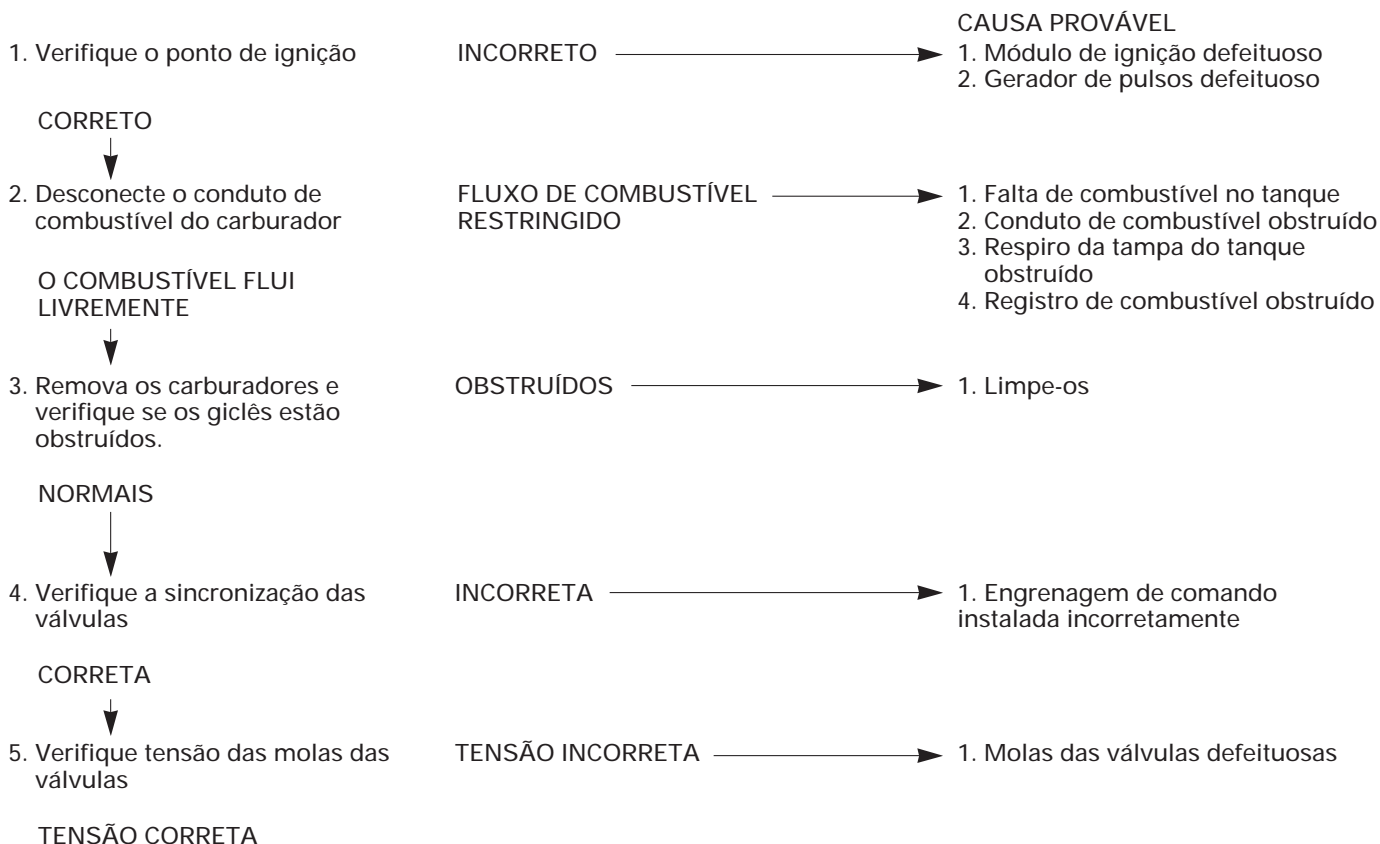 CAUSA PROVÁVEL
1. Verifique o ponto de ignição
INCORRETO
1. Módulo de ignição defeituoso
2. Gerador de pulsos defeituoso
CORRETO
2. Desconecte o conduto de
combustível do carburador
FLUXO DE COMBUSTÍVEL
RESTRINGIDO
1. Falta de combustível no tanque
2. Conduto de combustível obstruído
3. Respiro da tampa do tanque
obstruído
4. Registro de combustível obstruído
O COMBUSTÍVEL FLUI
LIVREMENTE
3. Remova os carburadores e
verifique se os giclês estão
obstruídos.
OBSTRUÍDOS
1. Limpe-os
NORMAIS
4. Verifique a sincronização das
válvulas
INCORRETA
1. Engrenagem de comando
instalada incorretamente
CORRETA
5. Verifique tensão das molas das
válvulas
TENSÃO INCORRETA
1. Molas das válvulas defeituosas
TENSÃO CORRETA